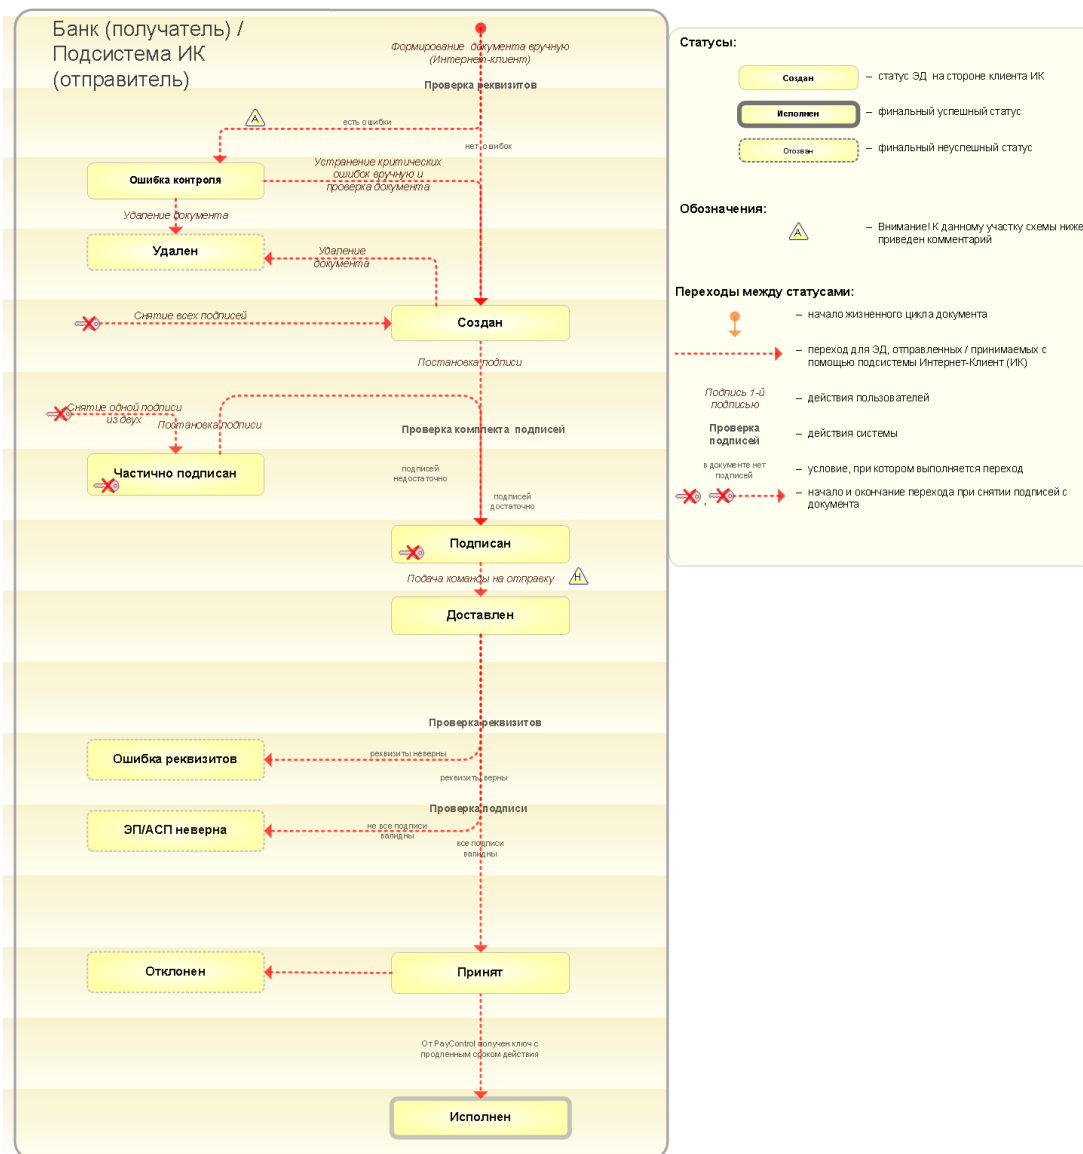 Банк (получатель) /
Подсистема ИК
(отправитель)
Формирование документа вручную
(Интернет-клиент)
Проверка реквизитов
А
есть ошибки
нет ошибок
Ошибка контроля
Устранение критических
ошибок вручную и
проверка документа
Удаление документа
Удален
Удаление
документа
Снятие всех подписей
Создан
Постановка подписи
Снятие одной подписи
из двух
Постановка подписи
Проверка комплекта подписей
Частично подписан
подписей
недостаточно
подписей
достаточно
Подписан
Подача команды на отправку
Н
Доставлен
Проверка реквизитов
Ошибка реквизитов
реквизиты неверны
реквизиты верны
Проверка подписи
ЭП/АСП неверна
не все подписи
валидны
все подписи
валидны
Отклонен
Принят
От PayControl получен ключ с
продленным сроком действия
Исполнен
Статусы:
Создан
– статус ЭД на стороне клиента ИК
Исполнен
– финальный успешный статус
Отозван
– финальный неуспешный статус
Обозначения:
А
– Внимание! К данному участку схемы ниже
приведен комментарий
Переходы между статусами:
– начало жизненного цикла документа
– переход для ЭД, отправленных / принимаемых с
помощью подсистемы Интернет-Клиент (ИК)
Подпись 1-й
подписью
– действия пользователей
Проверка
подписей
– действия системы
в документе нет
подписей
– условие, при котором выполняется переход
,
– начало и окончание перехода при снятии подписей с
документа